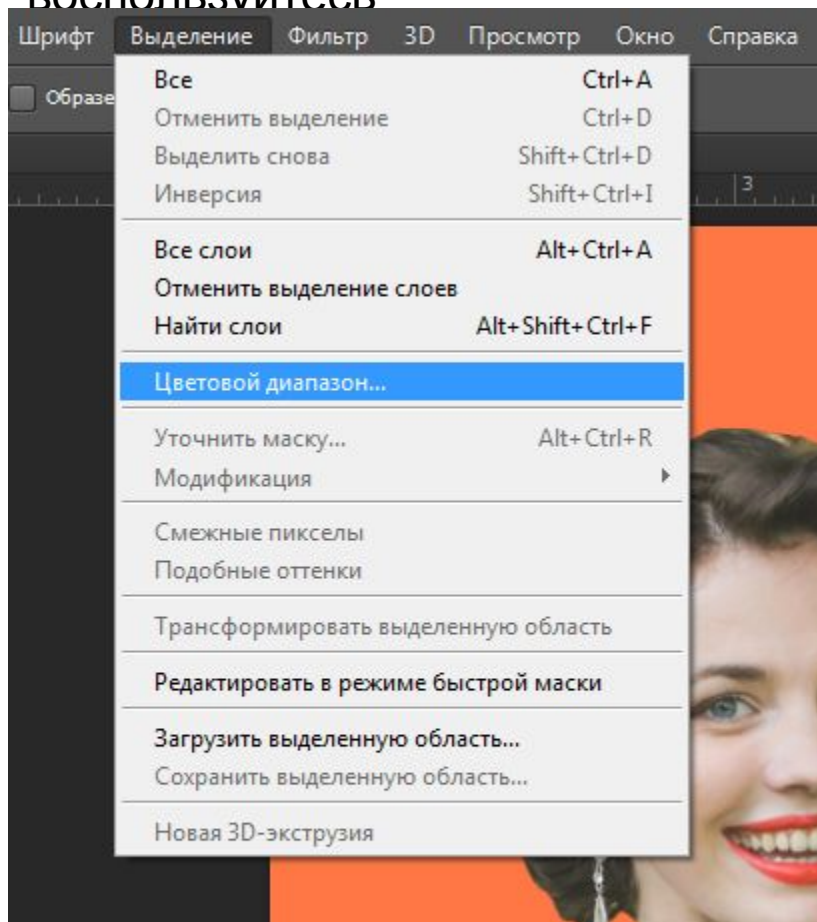 воспользуйтесь
Шрифт Выделение Фильтр 3D Просмотр Окно Справка
Образе
3
Все Ctrl+A
Отменить выделение Ctrl+D
Выделить снова Shift+Ctrl+D
Инверсия Shift+Ctrl+I
Все слои Alt+Ctrl+A
Отменить выделение слоев
Найти слои Alt+Shift+Ctrl+F
Цветовой диапазон...
Уточнить маску... Alt+Ctrl+R
Модификация
Смежные пикселы
Подобные оттенки
Трансформировать выделенную область
Редактировать в режиме быстрой маски
Загрузить выделенную область...
Сохранить выделенную область...
Новая 3D-экструзия